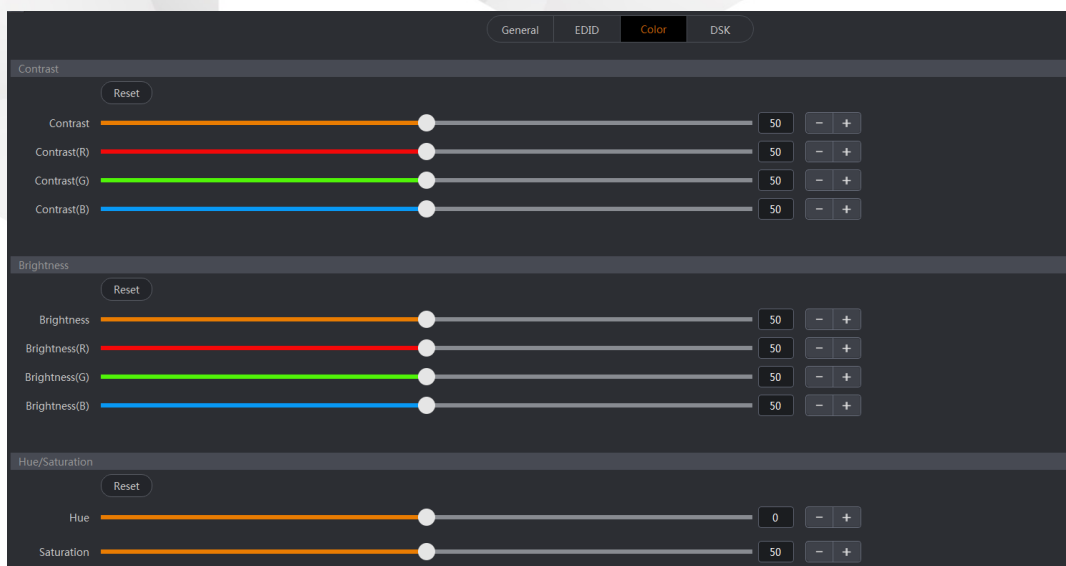 General EDID Color DSK
Contrast
Reset
Contrast 50 - +
Contrast(R) 50 - +
Contrast(G) 50 - +
Contrast(B) 50 - +
Brightness
Reset
Brightness 50 - +
Brightness(R) 50 - +
Brightness(G) 50 - +
Brightness(B) 50 - +
Hue/Saturation
Reset
Hue 0 - +
Saturation 50 - +